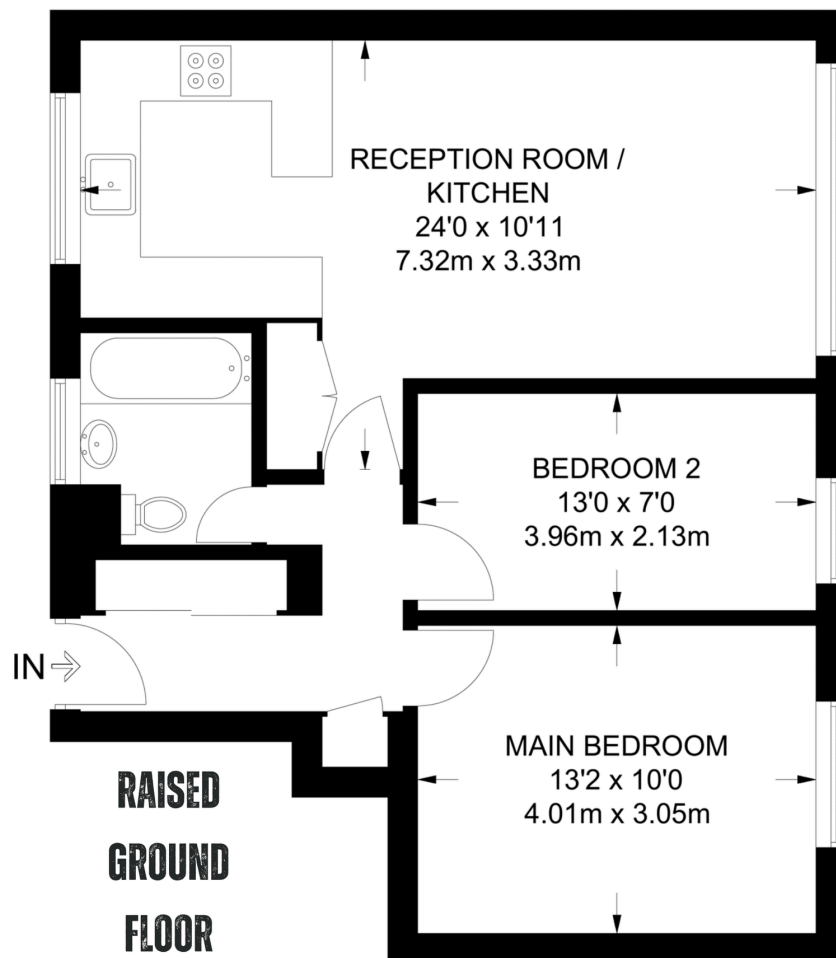 RECEPTION ROOM /
KITCHEN
24'0 x 10'11
7.32m x 3.33m
BEDROOM 2
13'0 x 7'0
3.96m x 2.13m
IN
MAIN BEDROOM
13'2 x 10'0
4.01m x 3.05m
RAISED
GROUND
FLOOR